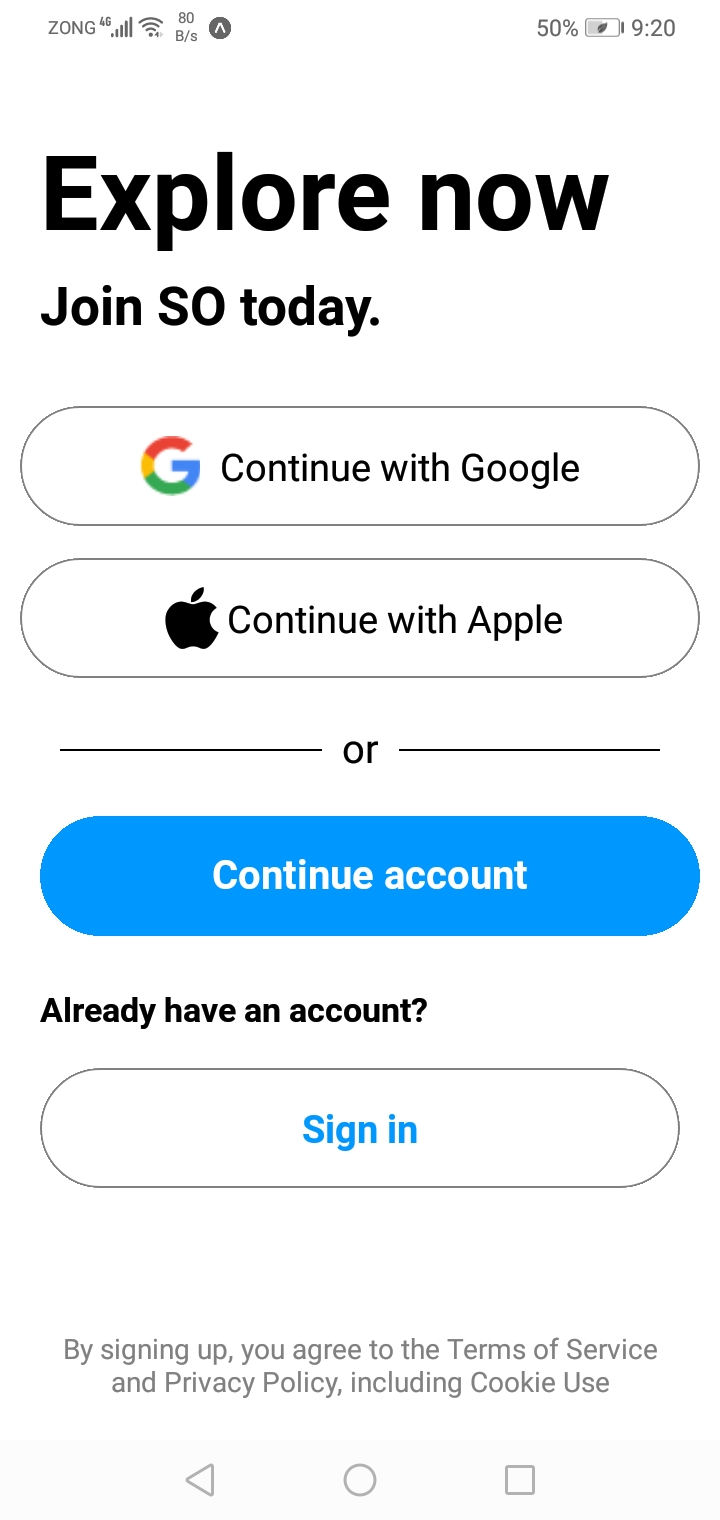 ZONG 4G 80 B/s 50% 9:20
Explore now
Join SO today.
Continue with Google
Continue with Apple
or
Continue account
Already have an account?
Sign in
By signing up, you agree to the Terms of Service
and Privacy Policy, including Cookie Use